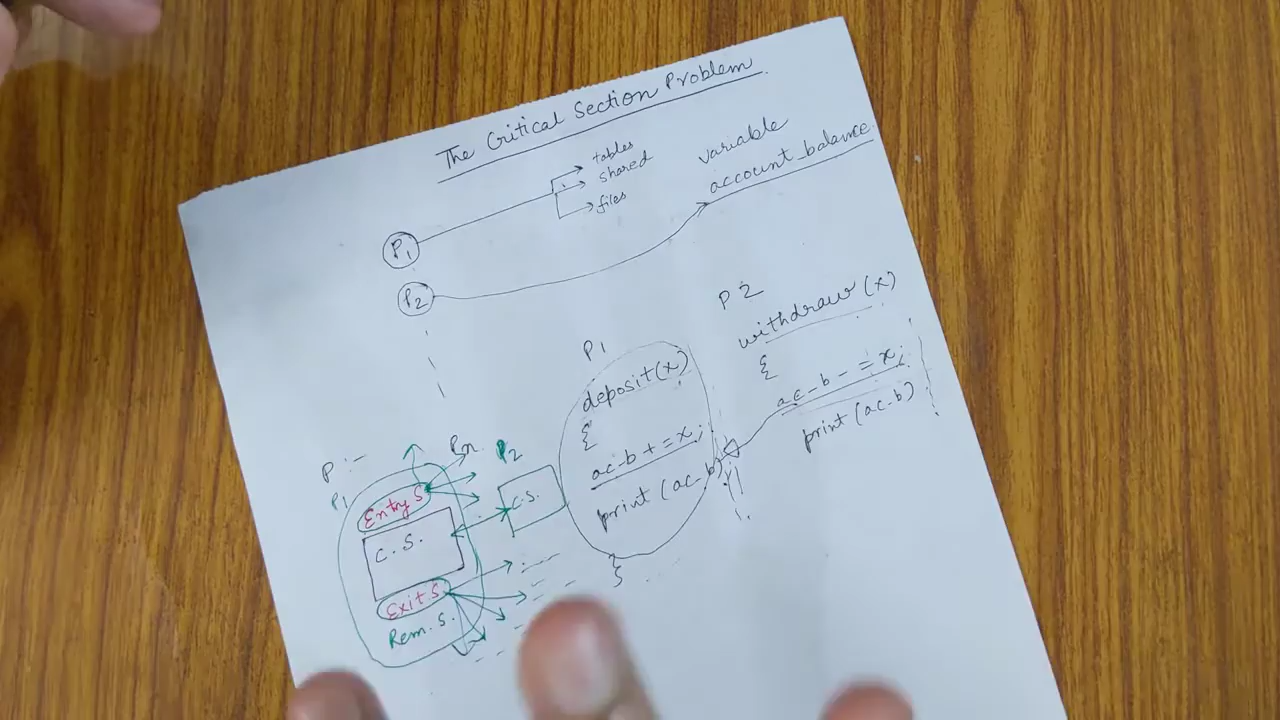 The Critical Section Problem
tables
shared
files
variable
account_balance
P1
P2
P1
deposit(x)
{
ac-b + = x;
print (ac-b)
}
P2
withdraw (x)
{
ac-b - = x;
print (ac-b)
P :-
P1
Pn
Entry S
C. S.
Exit S
Rem. S.
P2
C. S.